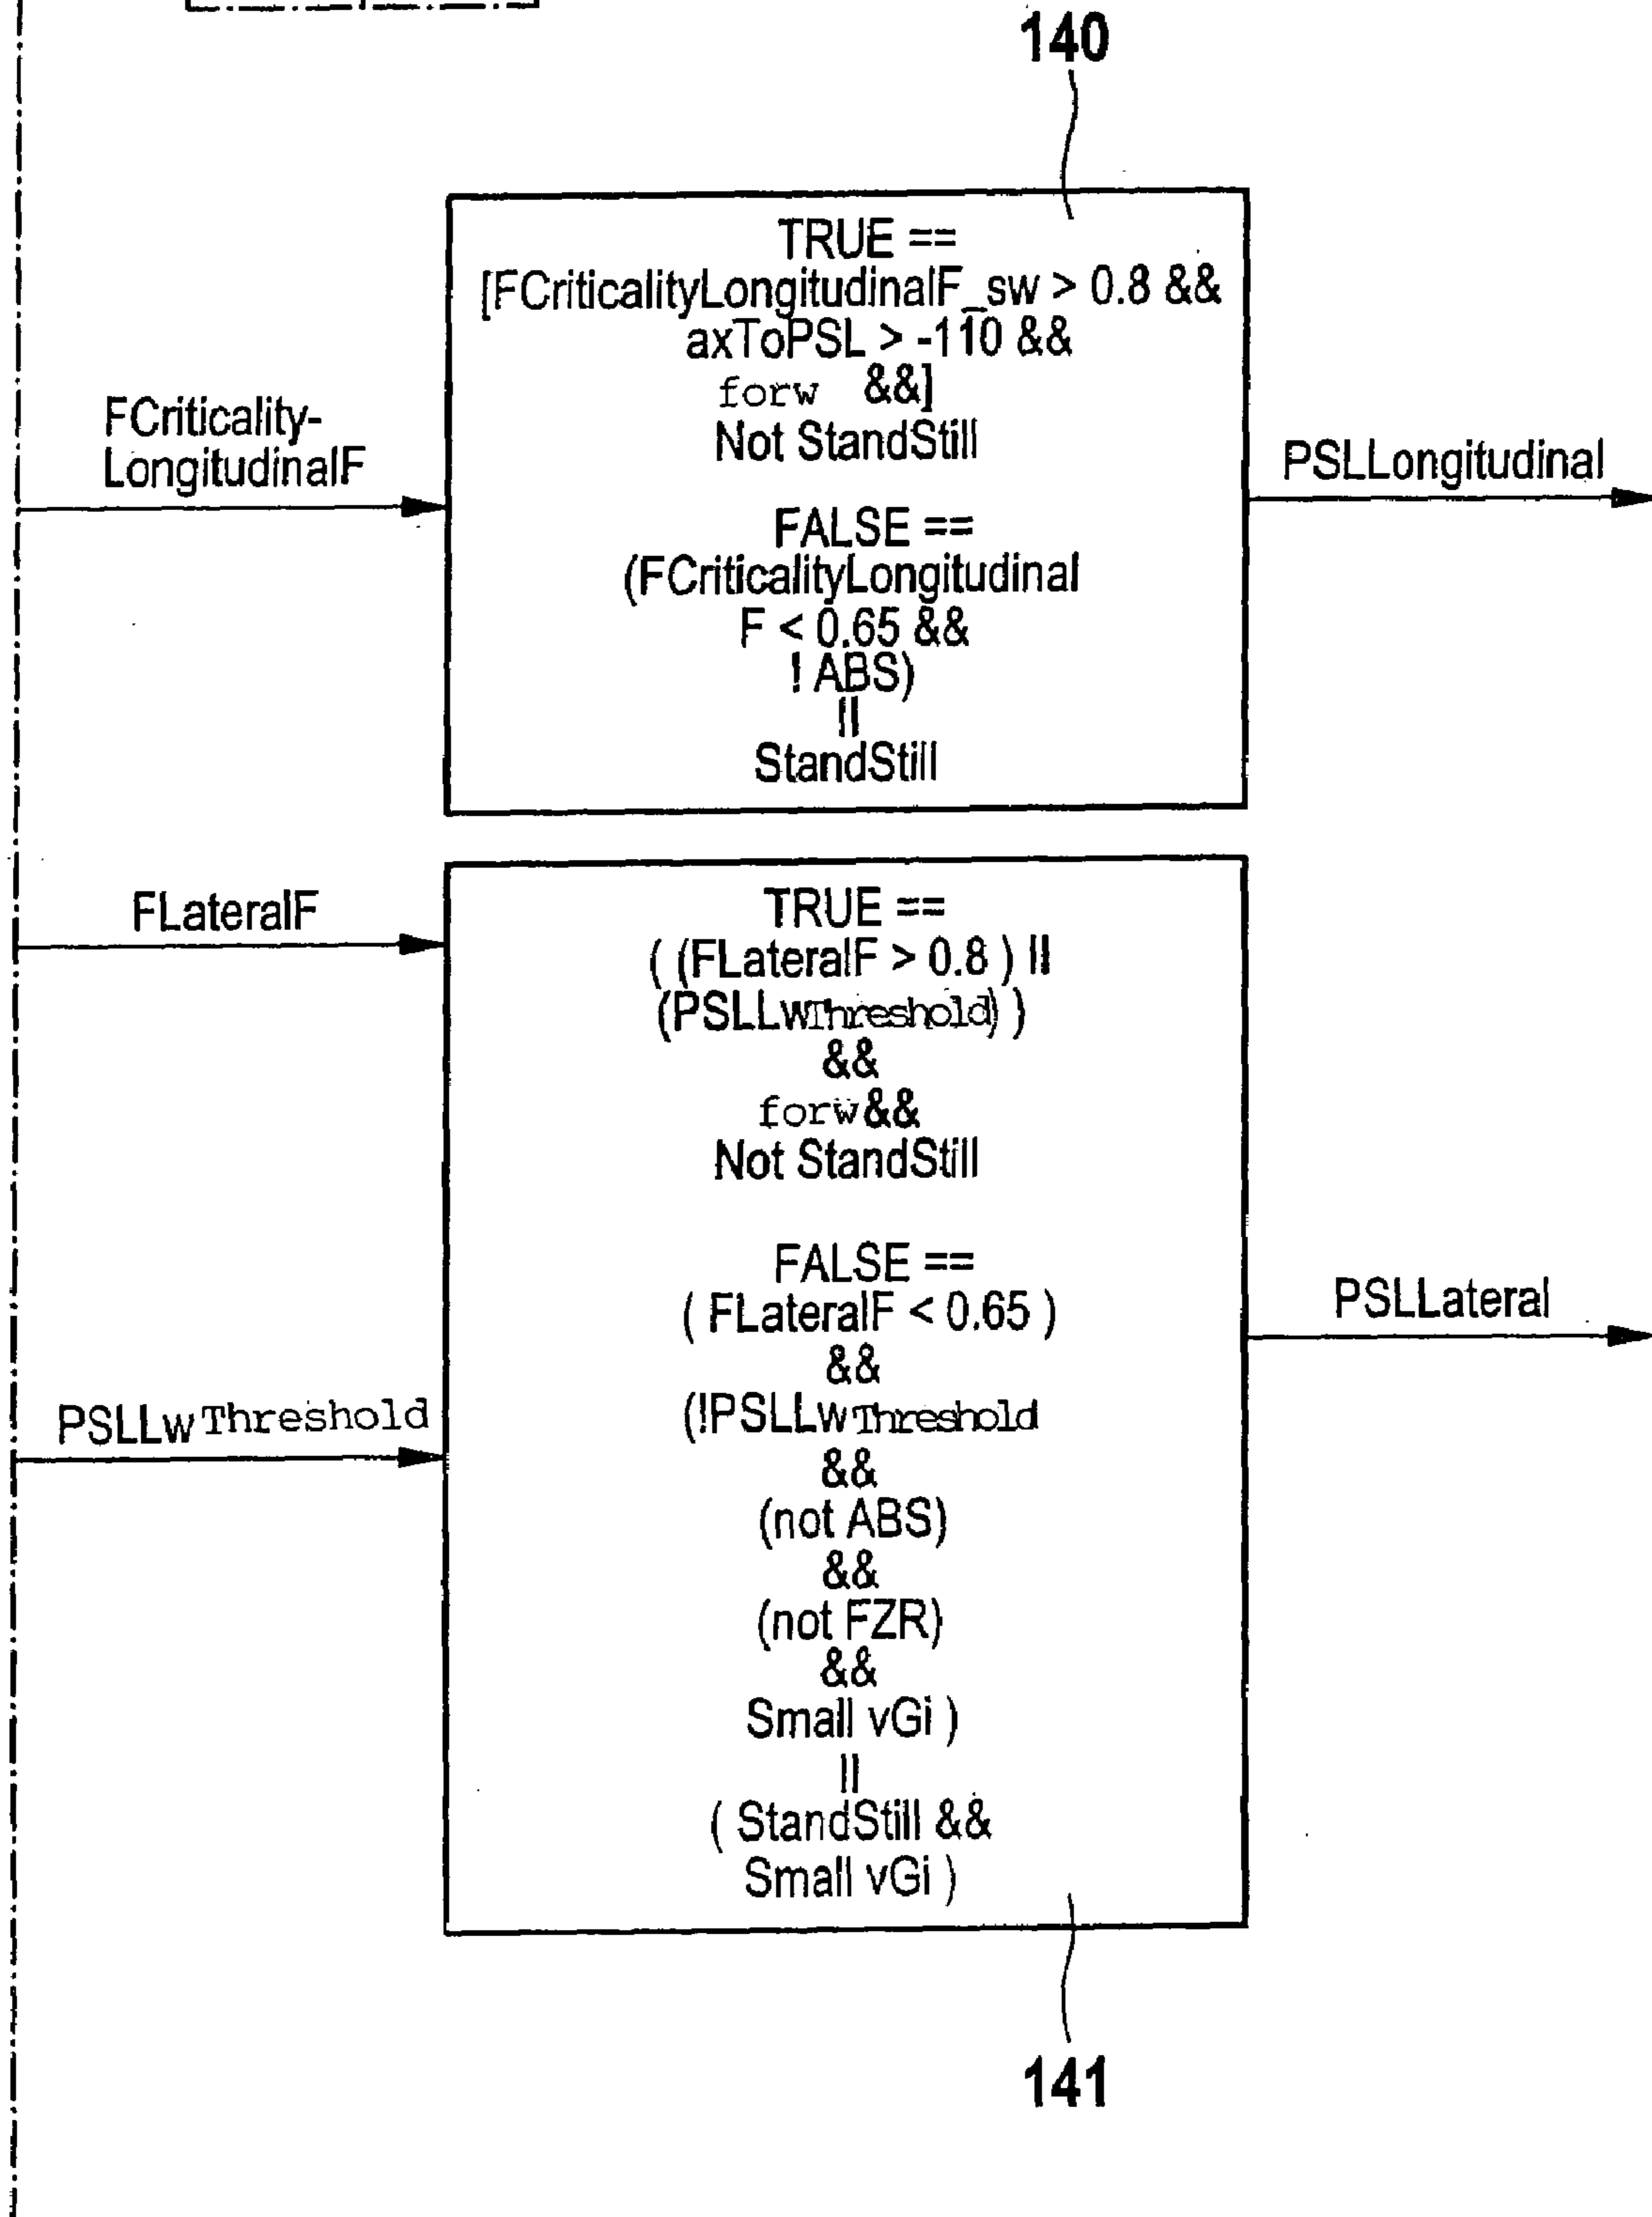 140
TRUE ==
[FCriticalityLongitudinalF_sw > 0.8 &&
axToPSL > -110 &&
forw &&]
Not StandStill
FALSE ==
(FCriticalityLongitudinal
F < 0.65 &&
! ABS)
||
StandStill
FCriticality-
LongitudinalF
PSLLongitudinal
FLateralF
TRUE ==
( (FLateralF > 0.8 ) ||
(PSLLwThreshold) )
&&
forw&&
Not StandStill
FALSE ==
( FLateralF < 0.65 )
&&
(!PSLLwThreshold
&&
(not ABS)
&&
(not FZR)
&&
Small vGi )
||
( StandStill &&
Small vGi )
PSLLwThreshold
PSLLateral
141